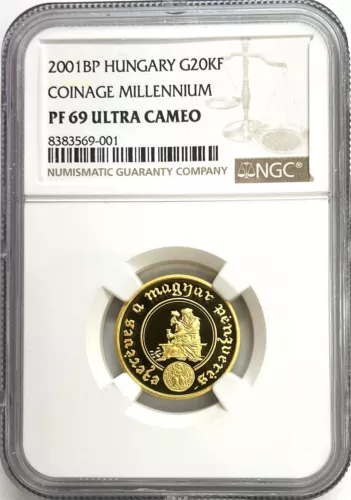 2001BP HUNGARY G20KF
COINAGE MILLENNIUM
PF 69 ULTRA CAMEO
8383569-001
NUMISMATIC GUARANTY COMPANY
NGC®
ezeréves a magyar pénzverés